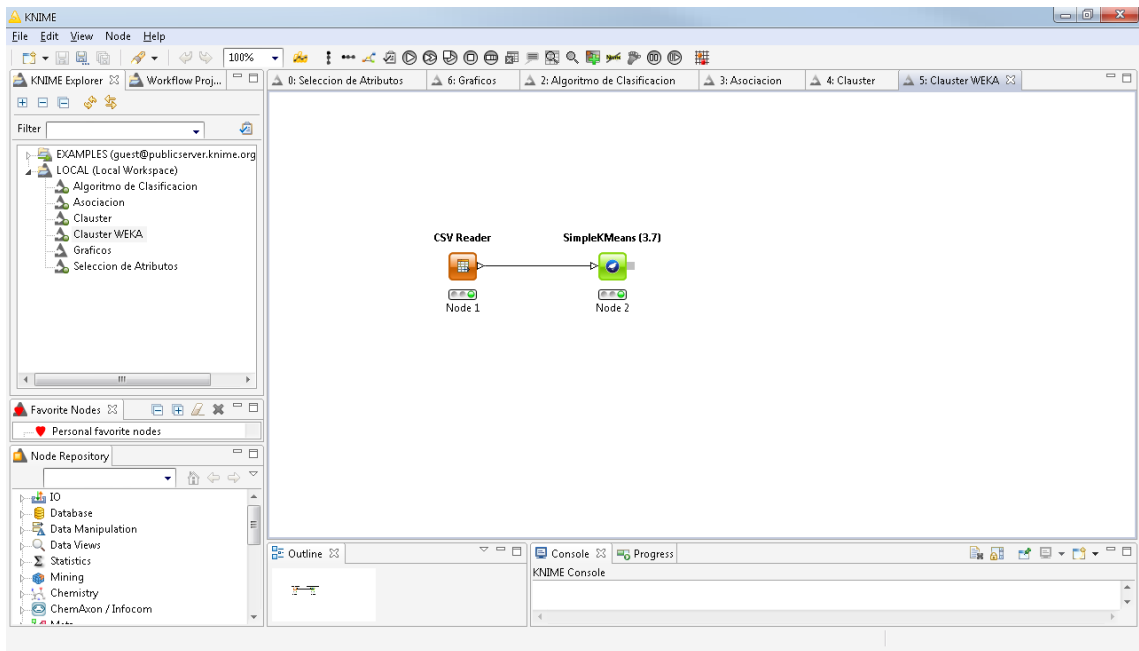 KNIME
File Edit View Node Help
100%
KNIME Explorer Workflow Proj...
0: Seleccion de Atributos 6: Graficos 2: Algoritmo de Clasificacion 3: Asociacion 4: Clauster 5: Clauster WEKA
Filter
EXAMPLES (guest@publicserver.knime.org
LOCAL (Local Workspace)
Algoritmo de Clasificacion
Asociacion
Clauster
Clauster WEKA
Graficos
Seleccion de Atributos
CSV Reader SimpleKMeans (3.7)
Node 1 Node 2
Favorite Nodes
Personal favorite nodes
Node Repository
IO
Database
Data Manipulation
Data Views
Statistics
Mining
Chemistry
ChemAxon / Infocom
Outline
Console Progress
KNIME Console